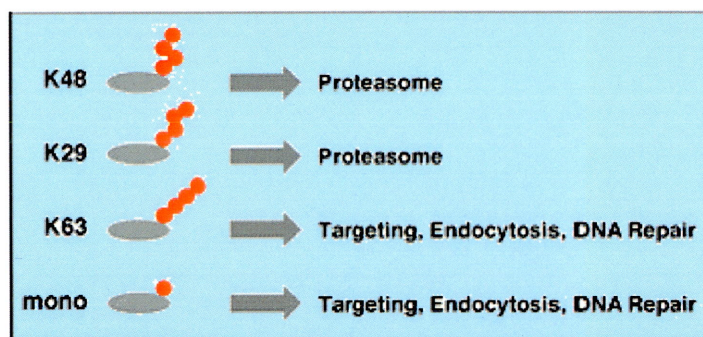 K48 Proteasome
K29 Proteasome
K63 Targeting, Endocytosis, DNA Repair
mono Targeting, Endocytosis, DNA Repair